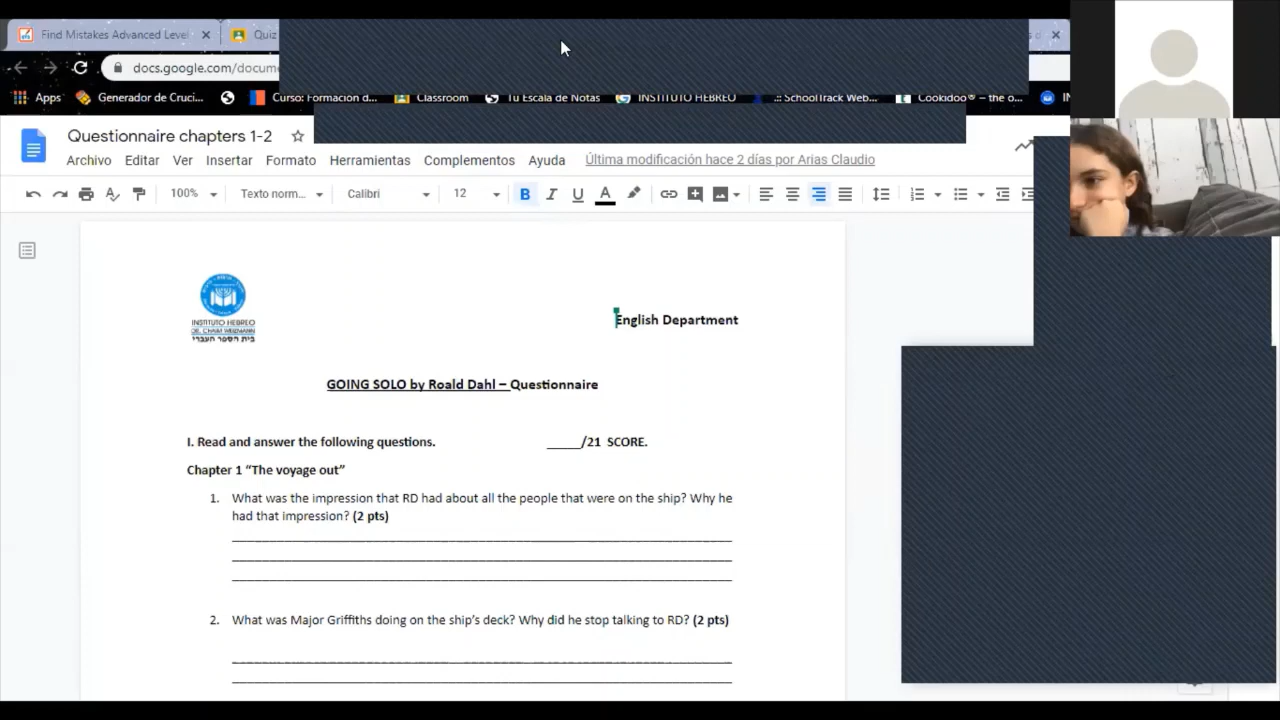 Find Mistakes Advanced Level
Quiz
docs.google.com/docume
Apps
Generador de Cruci...
Curso: Formación d...
Classroom
Tu Escala de Notas
INSTITUTO HEBREO
.:: SchoolTrack Web...
Cookidoo® – the o...
Questionnaire chapters 1-2
Archivo Editar Ver Insertar Formato Herramientas Complementos Ayuda Última modificación hace 2 días por Arias Claudio
100% Texto norm... Calibri 12
INSTITUTO HEBREO
DR. CHAIM WEIZMANN
בית הספר העברי
English Department
GOING SOLO by Roald Dahl – Questionnaire
I. Read and answer the following questions. _____/21 SCORE.
Chapter 1 “The voyage out”
1. What was the impression that RD had about all the people that were on the ship? Why he
had that impression? (2 pts)
2. What was Major Griffiths doing on the ship’s deck? Why did he stop talking to RD? (2 pts)